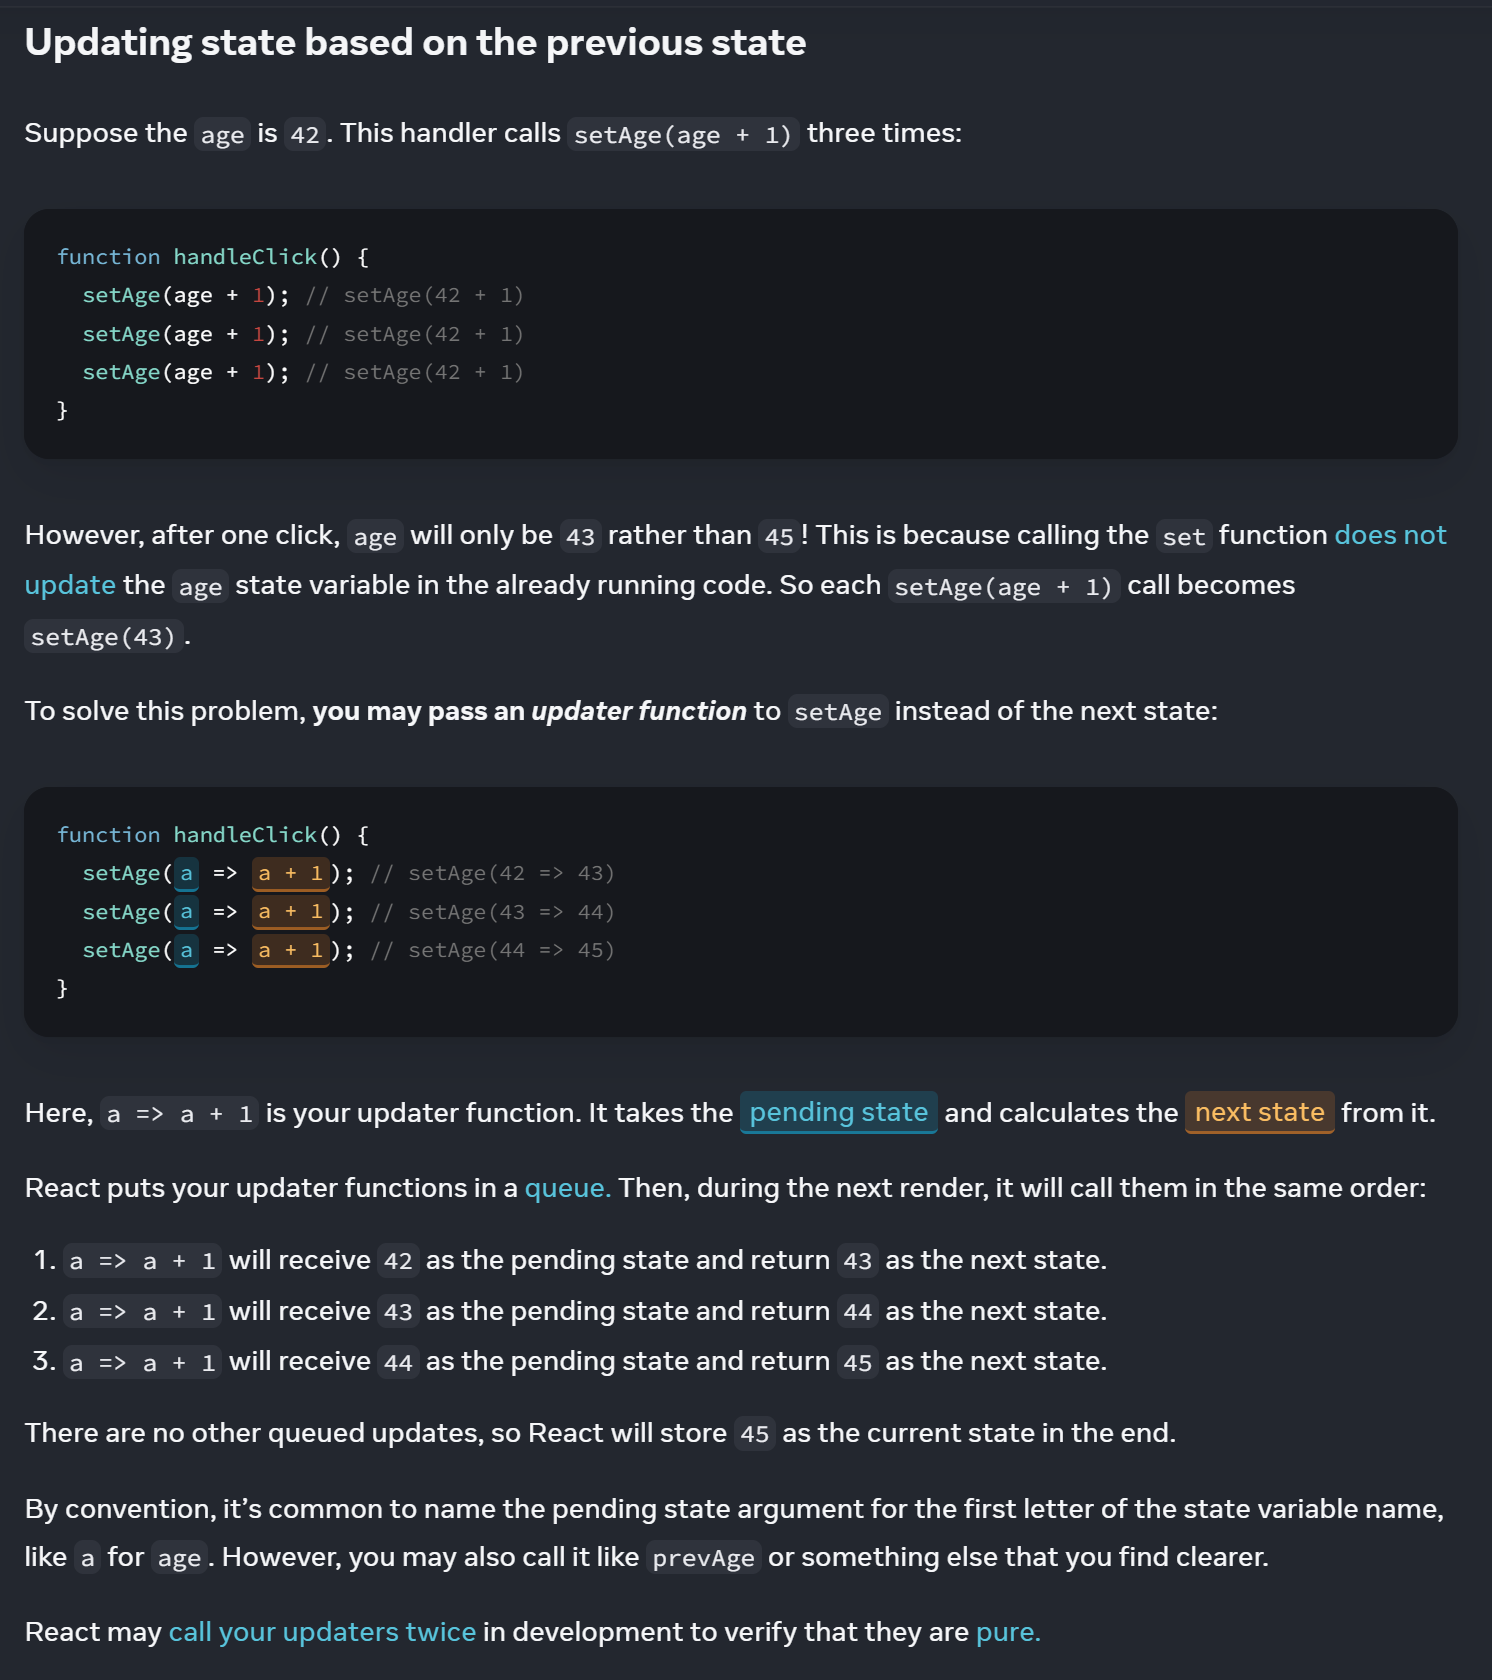 Updating state based on the previous state
Suppose the age is 42. This handler calls setAge(age + 1) three times:
function handleClick() {
  setAge(age + 1); // setAge(42 + 1)
  setAge(age + 1); // setAge(42 + 1)
  setAge(age + 1); // setAge(42 + 1)
}
However, after one click, age will only be 43 rather than 45! This is because calling the set function does not
update the age state variable in the already running code. So each setAge(age + 1) call becomes
setAge(43).
To solve this problem, you may pass an updater function to setAge instead of the next state:
function handleClick() {
  setAge(a => a + 1); // setAge(42 => 43)
  setAge(a => a + 1); // setAge(43 => 44)
  setAge(a => a + 1); // setAge(44 => 45)
}
Here, a => a + 1 is your updater function. It takes the pending state and calculates the next state from it.
React puts your updater functions in a queue. Then, during the next render, it will call them in the same order:
1. a => a + 1 will receive 42 as the pending state and return 43 as the next state.
2. a => a + 1 will receive 43 as the pending state and return 44 as the next state.
3. a => a + 1 will receive 44 as the pending state and return 45 as the next state.
There are no other queued updates, so React will store 45 as the current state in the end.
By convention, it’s common to name the pending state argument for the first letter of the state variable name,
like a for age. However, you may also call it like prevAge or something else that you find clearer.
React may call your updaters twice in development to verify that they are pure.